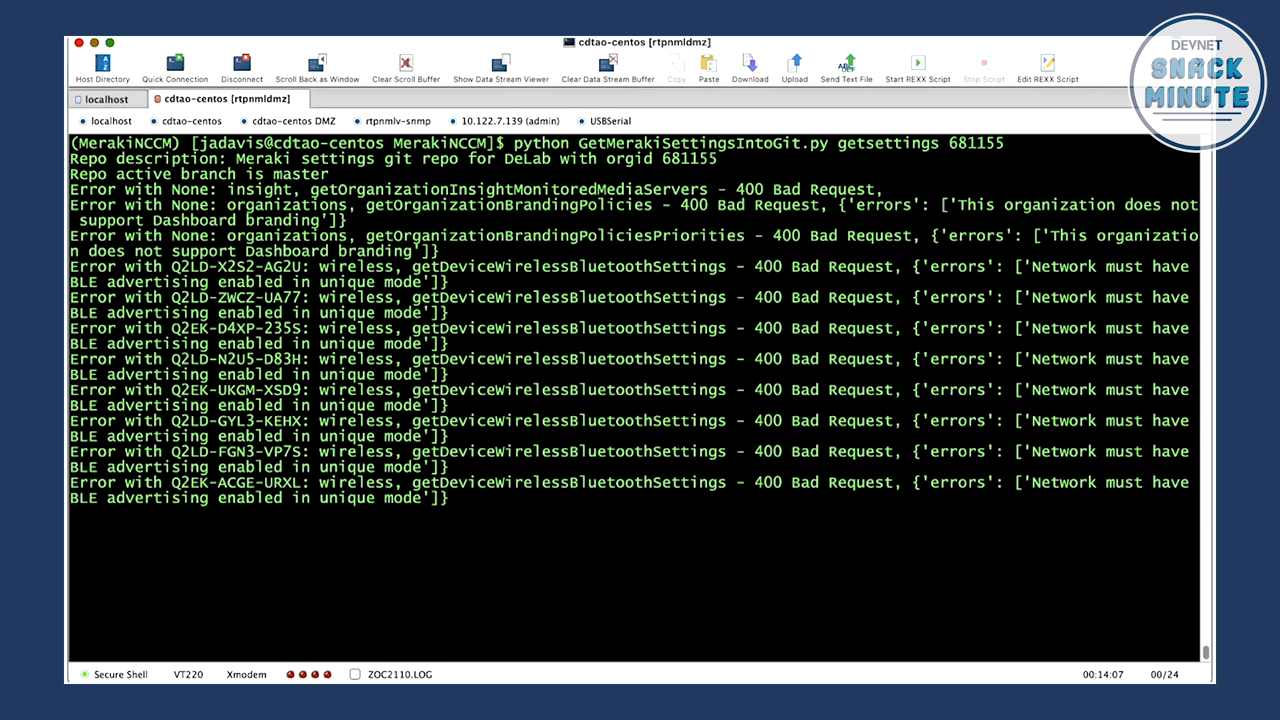 cdtao-centos [rtpnmldmz]
DEVNET
SNACK
MINUTE
Host Directory Quick Connection Disconnect Scroll Back as Window Clear Scroll Buffer Show Data Stream Viewer Clear Data Stream Buffer Copy Paste Download Upload Send Text File Start REXX Script Stop Script Edit REXX Script
localhost cdtao-centos [rtpnmldmz]
localhost cdtao-centos cdtao-centos DMZ rtpnmlv-snmp 10.122.7.139 (admin) USBSerial
(MerakiNCCM) [jadavis@cdtao-centos MerakiNCCM]$ python GetMerakiSettingsIntoGit.py getsettings 681155
Repo description: Meraki settings git repo for DeLab with orgid 681155
Repo active branch is master
Error with None: insight, getOrganizationInsightMonitoredMediaServers - 400 Bad Request,
Error with None: organizations, getOrganizationBrandingPolicies - 400 Bad Request, {'errors': ['This organization does not
support Dashboard branding']}
Error with None: organizations, getOrganizationBrandingPoliciesPriorities - 400 Bad Request, {'errors': ['This organizatio
n does not support Dashboard branding']}
Error with Q2LD-X2S2-AG2U: wireless, getDeviceWirelessBluetoothSettings - 400 Bad Request, {'errors': ['Network must have
BLE advertising enabled in unique mode']}
Error with Q2LD-ZWCZ-UA77: wireless, getDeviceWirelessBluetoothSettings - 400 Bad Request, {'errors': ['Network must have
BLE advertising enabled in unique mode']}
Error with Q2EK-D4XP-235S: wireless, getDeviceWirelessBluetoothSettings - 400 Bad Request, {'errors': ['Network must have
BLE advertising enabled in unique mode']}
Error with Q2LD-N2U5-D83H: wireless, getDeviceWirelessBluetoothSettings - 400 Bad Request, {'errors': ['Network must have
BLE advertising enabled in unique mode']}
Error with Q2EK-UKGM-XSD9: wireless, getDeviceWirelessBluetoothSettings - 400 Bad Request, {'errors': ['Network must have
BLE advertising enabled in unique mode']}
Error with Q2LD-GYL3-KEHX: wireless, getDeviceWirelessBluetoothSettings - 400 Bad Request, {'errors': ['Network must have
BLE advertising enabled in unique mode']}
Error with Q2LD-FGN3-VP7S: wireless, getDeviceWirelessBluetoothSettings - 400 Bad Request, {'errors': ['Network must have
BLE advertising enabled in unique mode']}
Error with Q2EK-ACGE-URXL: wireless, getDeviceWirelessBluetoothSettings - 400 Bad Request, {'errors': ['Network must have
BLE advertising enabled in unique mode']}
Secure Shell VT220 Xmodem ZOC2110.LOG 00:14:07 00/24